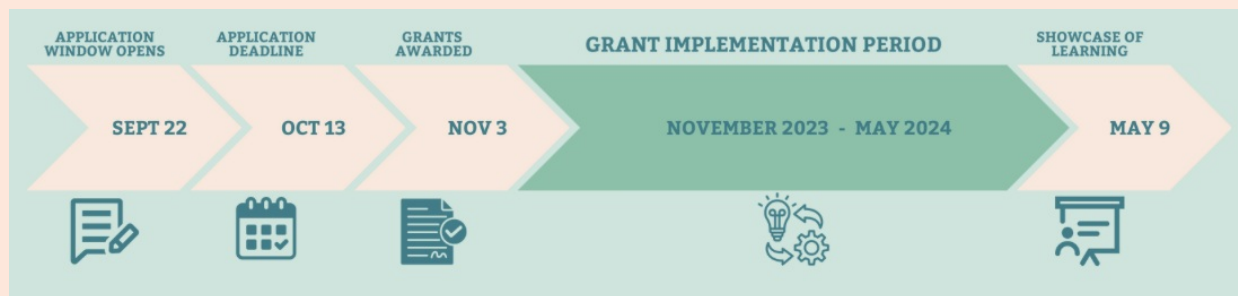 APPLICATION
WINDOW OPENS
APPLICATION
DEADLINE
GRANTS
AWARDED
GRANT IMPLEMENTATION PERIOD
SHOWCASE OF
LEARNING
SEPT 22
OCT 13
NOV 3
NOVEMBER 2023 - MAY 2024
MAY 9